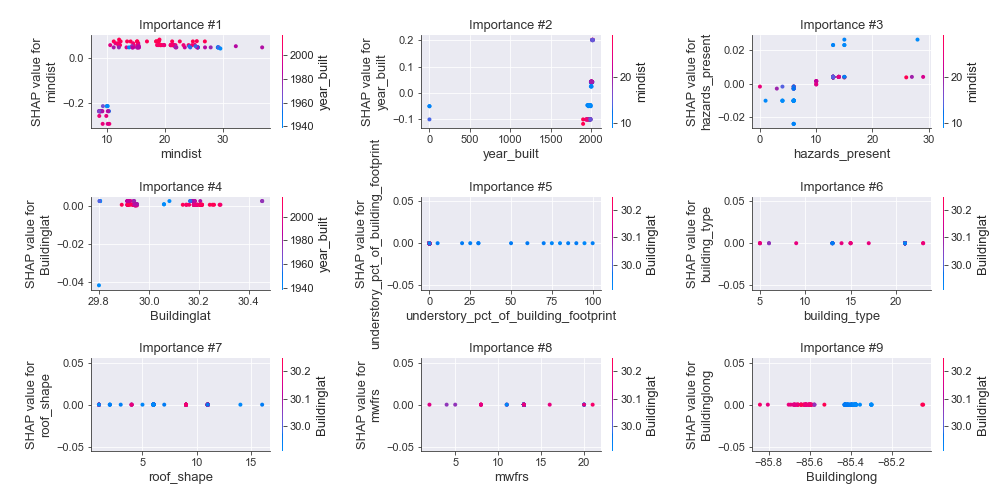 Importance #1
SHAP value for
mindist
0.0
−0.2
10
20
30
mindist
2000
1980
1960
1940
year_built
Importance #2
SHAP value for
year_built
0.2
0.1
0.0
−0.1
0
500
1000
1500
2000
year_built
20
10
mindist
Importance #3
SHAP value for
hazards_present
0.02
0.00
−0.02
0
10
20
30
hazards_present
20
10
mindist
Importance #4
SHAP value for
Buildinglat
0.00
−0.02
−0.04
29.8
30.0
30.2
30.4
Buildinglat
2000
1980
1960
1940
year_built
Importance #5
SHAP value for
understory_pct_of_building_footprint
0.05
0.00
−0.05
0
25
50
75
100
understory_pct_of_building_footprint
30.2
30.1
30.0
Buildinglat
Importance #6
SHAP value for
building_type
0.05
0.00
−0.05
5
10
15
20
building_type
30.2
30.1
30.0
Buildinglat
Importance #7
SHAP value for
roof_shape
0.05
0.00
−0.05
5
10
15
roof_shape
30.2
30.1
30.0
Buildinglat
Importance #8
SHAP value for
mwfrs
0.05
0.00
−0.05
5
10
15
20
mwfrs
30.2
30.1
30.0
Buildinglat
Importance #9
SHAP value for
Buildinglong
0.05
0.00
−0.05
−85.8
−85.6
−85.4
−85.2
Buildinglong
30.2
30.1
30.0
Buildinglat